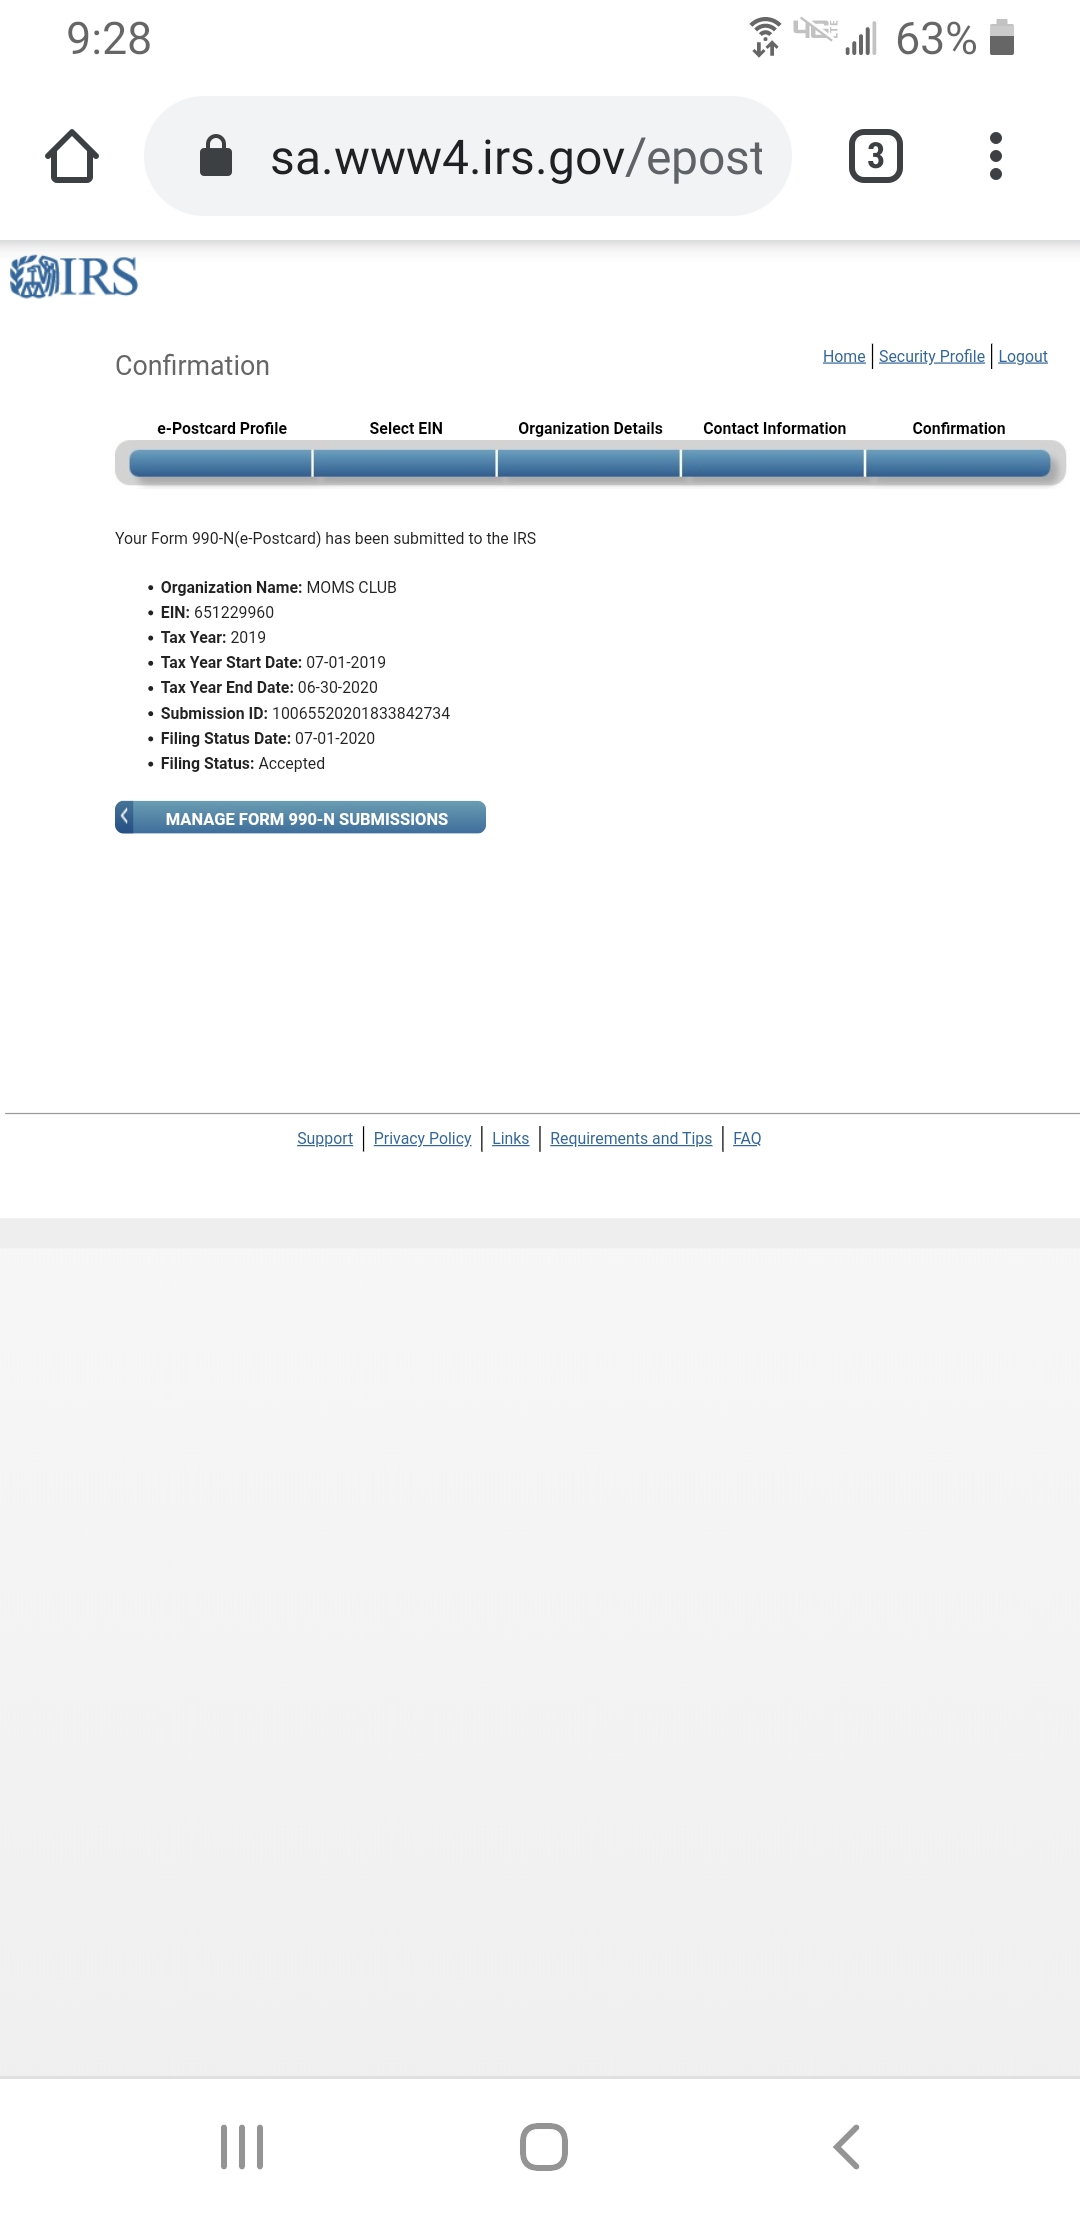 9:28
4G LTE 63%
sa.www4.irs.gov/epost 3
IRS
Confirmation
Home | Security Profile | Logout
e-Postcard Profile Select EIN Organization Details Contact Information Confirmation
Your Form 990-N(e-Postcard) has been submitted to the IRS
• Organization Name: MOMS CLUB
• EIN: 651229960
• Tax Year: 2019
• Tax Year Start Date: 07-01-2019
• Tax Year End Date: 06-30-2020
• Submission ID: 10065520201833842734
• Filing Status Date: 07-01-2020
• Filing Status: Accepted
MANAGE FORM 990-N SUBMISSIONS
Support | Privacy Policy | Links | Requirements and Tips | FAQ